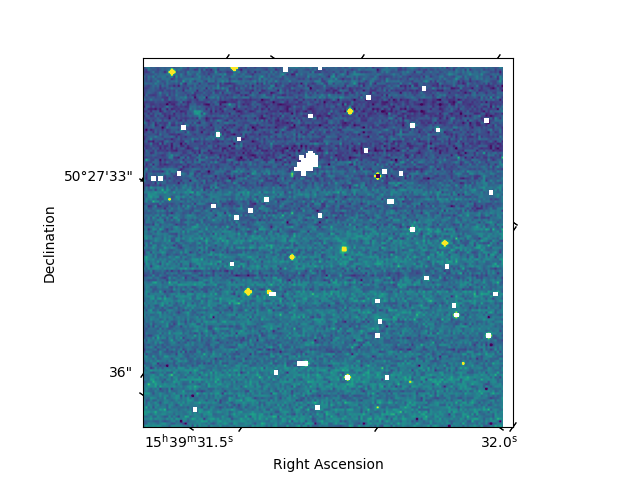 50°27'33"
Declination
36"
15ʰ39ᵐ31.5ˢ
32.0ˢ
Right Ascension